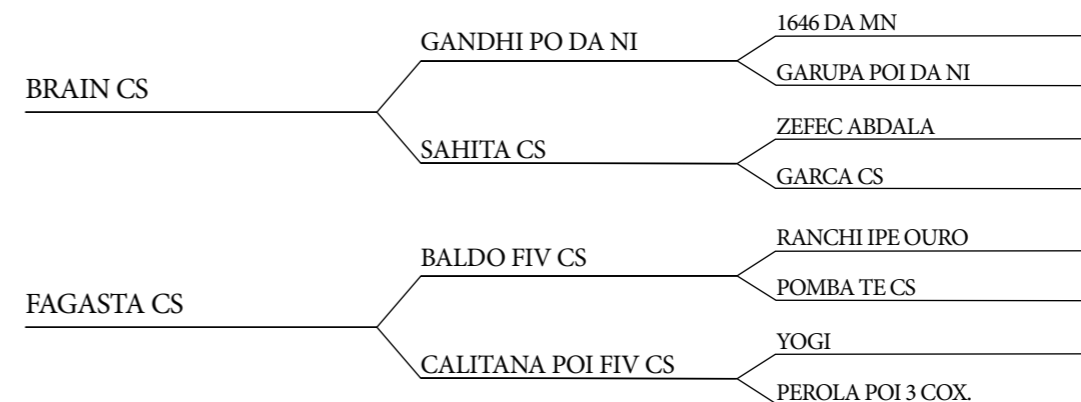 1646 DA MN
GANDHI PO DA NI
GARUPA POI DA NI
BRAIN CS
ZEFEC ABDALA
SAHITA CS
GARCA CS
RANCHI IPE OURO
BALDO FIV CS
POMBA TE CS
FAGASTA CS
YOGI
CALITANA POI FIV CS
PEROLA POI 3 COX.